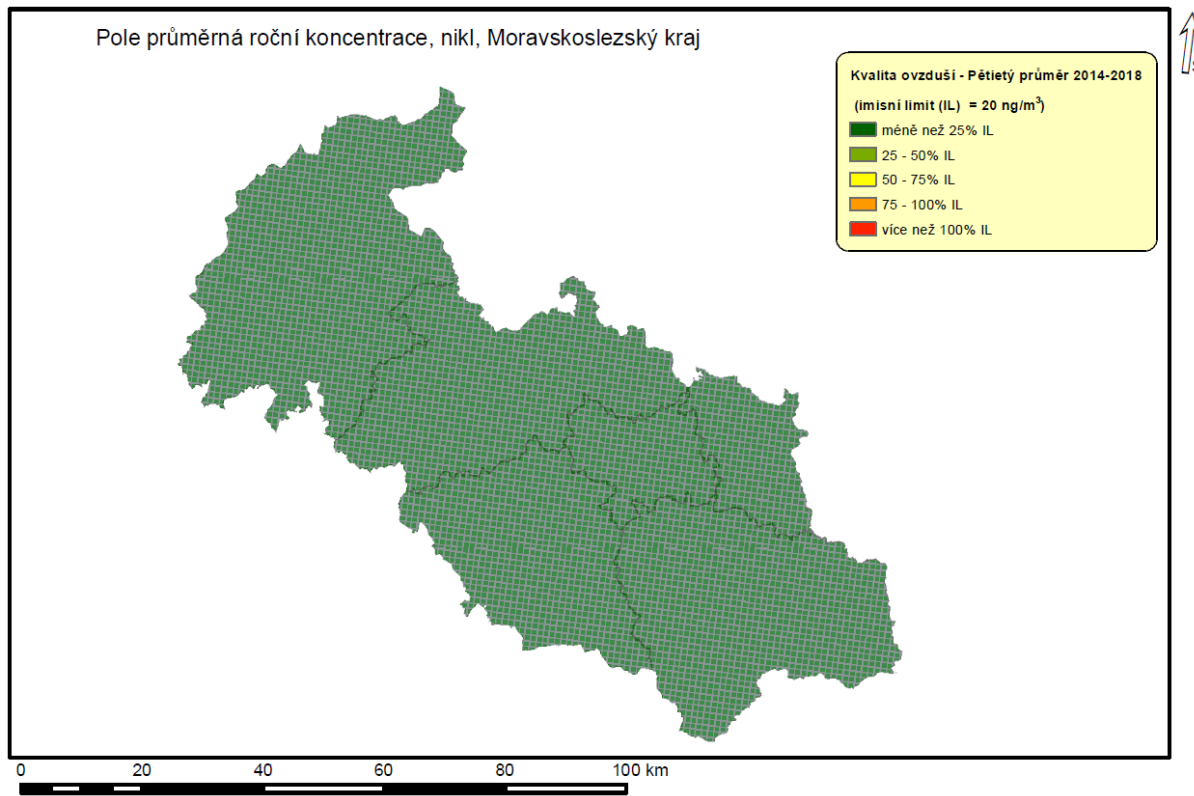 Pole průměrná roční koncentrace, nikl, Moravskoslezský kraj
Kvalita ovzduší - Pětietý průměr 2014-2018
(imisní limit (IL) = 20 ng/m³)
méně než 25% IL
25 - 50% IL
50 - 75% IL
75 - 100% IL
více než 100% IL
0 20 40 60 80 100 km